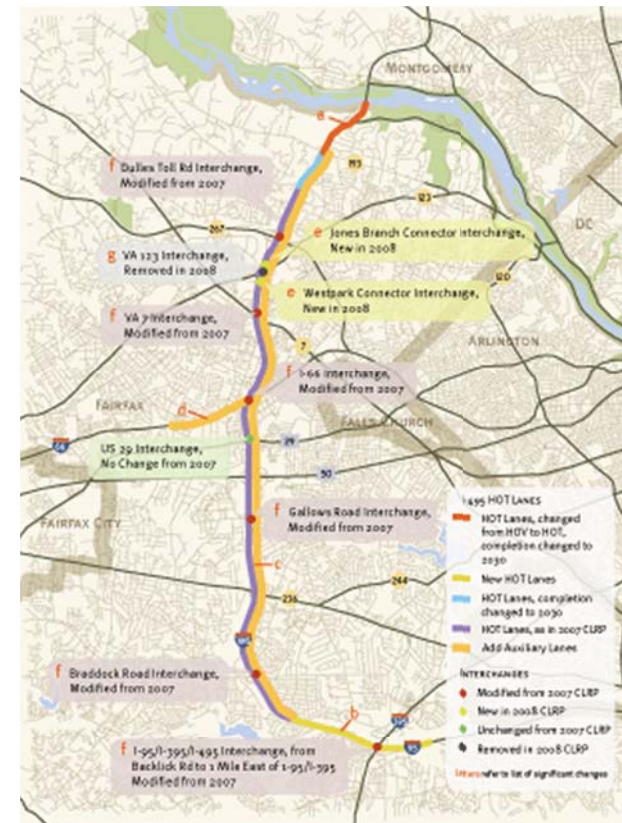 MONTGOMERY
a
f Dulles Toll Rd Interchange,
Modified from 2007
193
123
267
DC
e Jones Branch Connector interchange,
New in 2008
g VA 123 Interchange,
Removed in 2008
120
e Westpark Connector Interchange,
New in 2008
f VA 7 Interchange,
Modified from 2007
ARLINGTON
7
f I-66 Interchange,
Modified from 2007
FAIRFAX
d
FALLS CHURCH
66
US 29 Interchange,
No Change from 2007
29
50
I-495 HOT LANES
HOT Lanes, changed
from HOV to HOT,
completion changed to
2030
New HOT Lanes
HOT Lanes, completion
changed to 2030
HOT Lanes, as in 2007 CLRP
Add Auxiliary Lanes
f Gallows Road Interchange,
Modified from 2007
FAIRFAX CITY
c
244
236
495
INTERCHANGES
Modified from 2007 CLRP
New in 2008 CLRP
Unchanged from 2007 CLRP
Removed in 2008 CLRP
letters refer to list of significant changes
f Braddock Road Interchange,
Modified from 2007
b
395
95
f I-95/I-395/I-495 Interchange, from
Backlick Rd to 1 Mile East of I-95/I-395
Modified from 2007